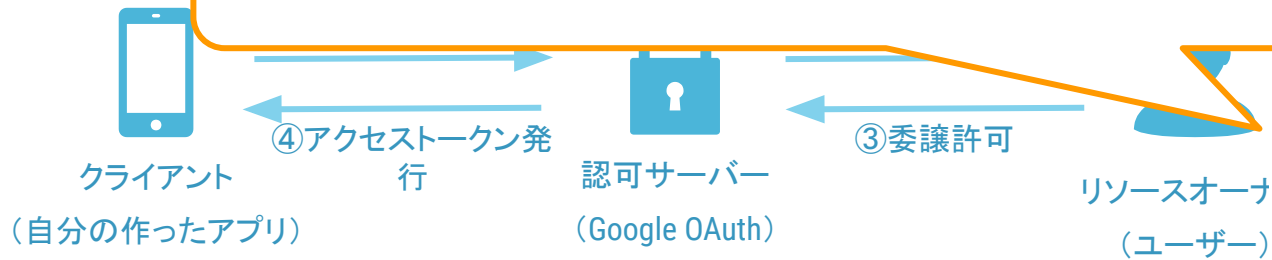 ④アクセストークン発
行
③委譲許可
クライアント
（自分の作ったアプリ）
認可サーバー
（Google OAuth）
リソースオーナ
（ユーザー）